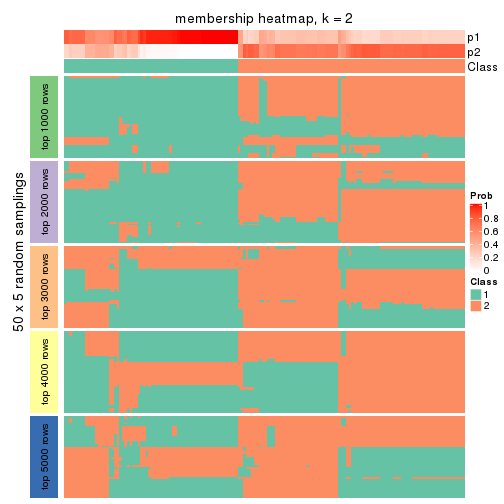 membership heatmap, k = 2
p1
p2
Class
50 x 5 random samplings
top 1000 rows
top 2000 rows
top 3000 rows
top 4000 rows
top 5000 rows
Prob
1
0.8
0.6
0.4
0.2
0
Class
1
2